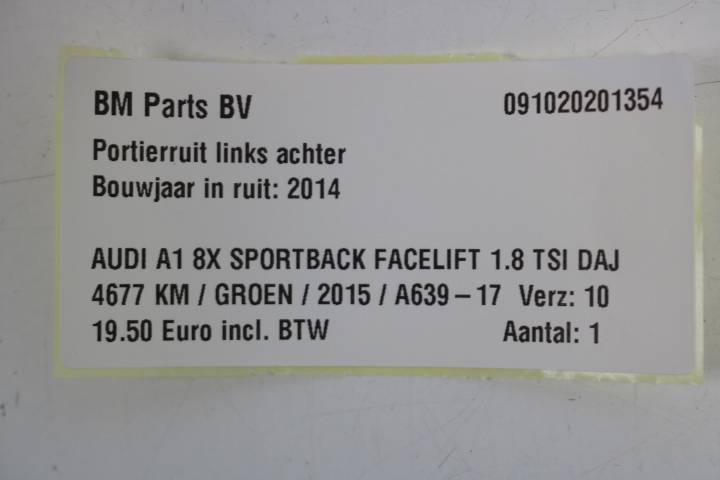 BM Parts BV 091020201354
Portierruit links achter
Bouwjaar in ruit: 2014
AUDI A1 8X SPORTBACK FACELIFT 1.8 TSI DAJ
4677 KM / GROEN / 2015 / A639-17 Verz: 10
19.50 Euro incl. BTW Aantal: 1